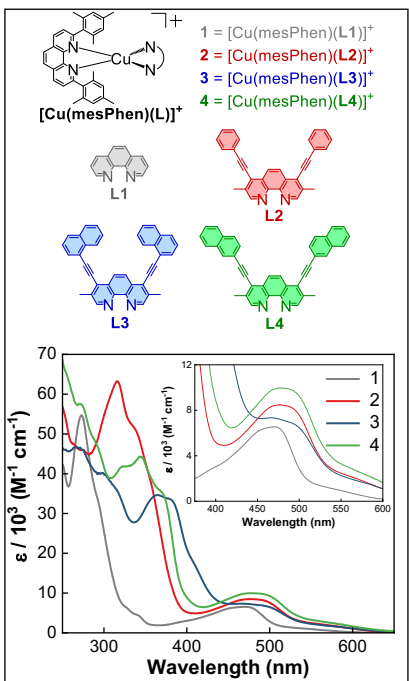 ] +
N
N
Cu
N
N
[Cu(mesPhen)(L)]+
1 = [Cu(mesPhen)(L1)]+
2 = [Cu(mesPhen)(L2)]+
3 = [Cu(mesPhen)(L3)]+
4 = [Cu(mesPhen)(L4)]+
N N
L1
N N
L2
N N
L3
N N
L4
70
60
50
40
30
20
10
0
ε / 10³ (M⁻¹ cm⁻¹)
300 400 500 600
Wavelength (nm)
12
8
4
0
ε / 10³ (M⁻¹ cm⁻¹)
400 450 500 550 600
Wavelength (nm)
1
2
3
4